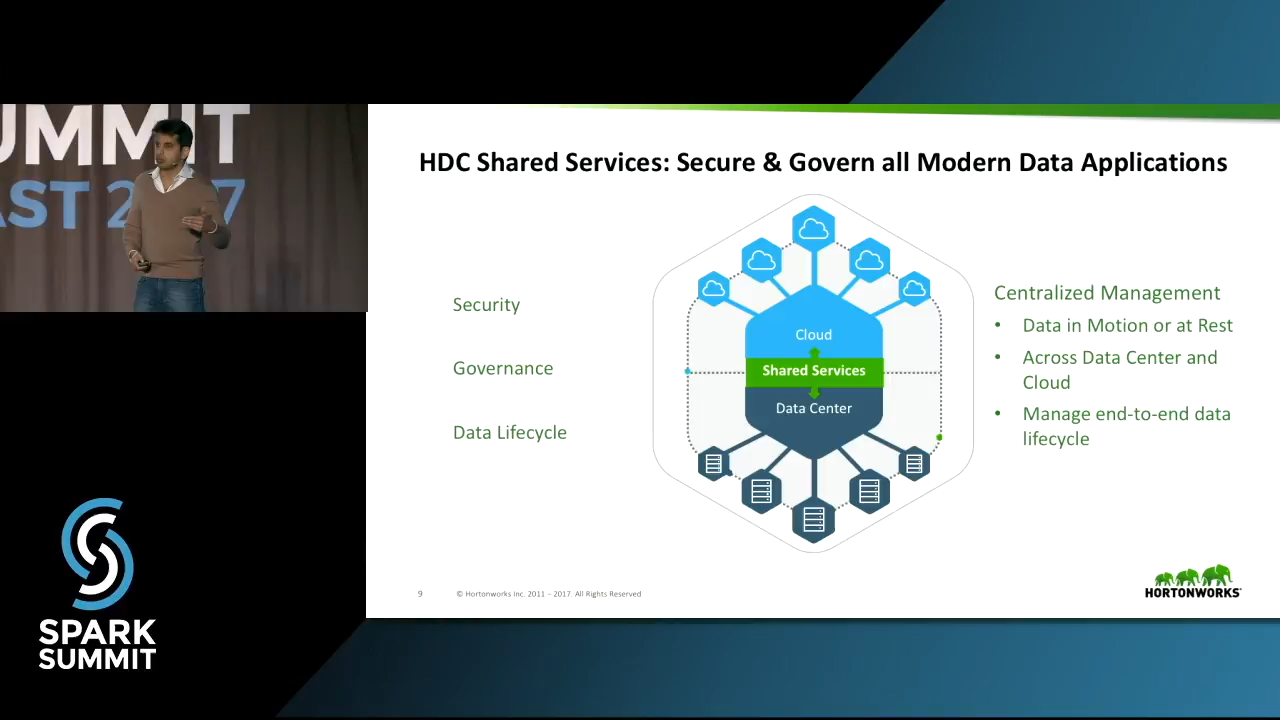 UMMIT
AST 2017
HDC Shared Services: Secure & Govern all Modern Data Applications
Security
Governance
Data Lifecycle
Cloud
Shared Services
Data Center
Centralized Management
• Data in Motion or at Rest
• Across Data Center and
Cloud
• Manage end-to-end data
lifecycle
9
© Hortonworks Inc. 2011 – 2017. All Rights Reserved
HORTONWORKS
SPARK
SUMMIT